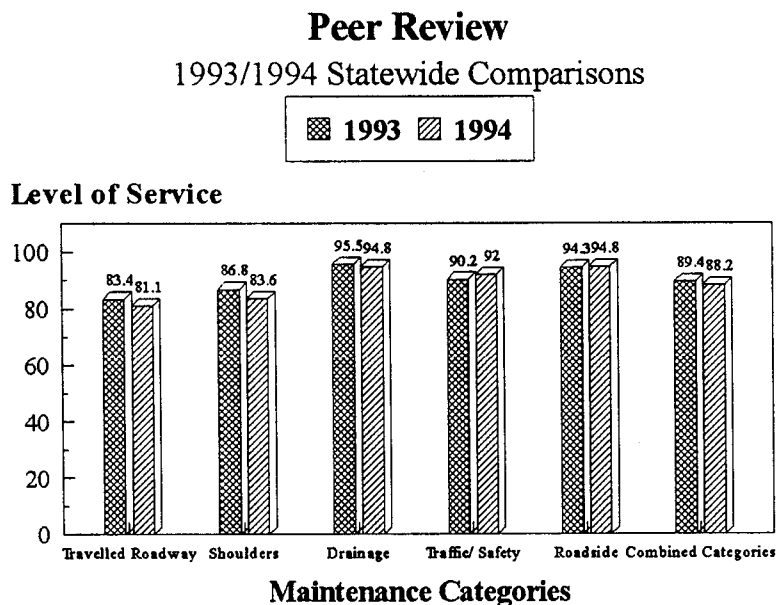 Peer Review
1993/1994 Statewide Comparisons
1993 1994
Level of Service
100
80
60
40
20
0
83.4 81.1 86.8 83.6 95.5 94.8 90.2 92 94.3 94.8 89.4 88.2
Travelled Roadway Shoulders Drainage Traffic/ Safety Roadside Combined Categories
Maintenance Categories